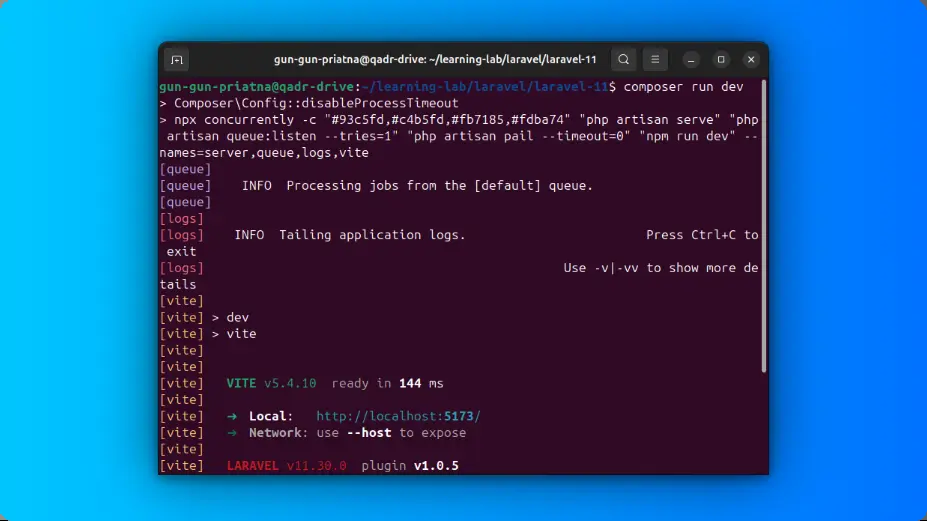 gun-gun-priatna@qadr-drive: ~/learning-lab/laravel/laravel-11
gun-gun-priatna@qadr-drive:~/learning-lab/laravel/laravel-11$ composer run dev
> Composer\Config::disableProcessTimeout
> npx concurrently -c "#93c5fd,#c4b5fd,#fb7185,#fdba74" "php artisan serve" "php
 artisan queue:listen --tries=1" "php artisan pail --timeout=0" "npm run dev" --
names=server,queue,logs,vite
[queue]
[queue]    INFO  Processing jobs from the [default] queue.
[queue]
[logs]
[logs]    INFO  Tailing application logs.                        Press Ctrl+C to
 exit
[logs]                                                Use -v|-vv to show more de
tails
[vite]
[vite] > dev
[vite] > vite
[vite]
[vite]
[vite]   VITE v5.4.10  ready in 144 ms
[vite]
[vite]   ➜  Local:   http://localhost:5173/
[vite]   ➜  Network: use --host to expose
[vite]
[vite]   LARAVEL v11.30.0  plugin v1.0.5